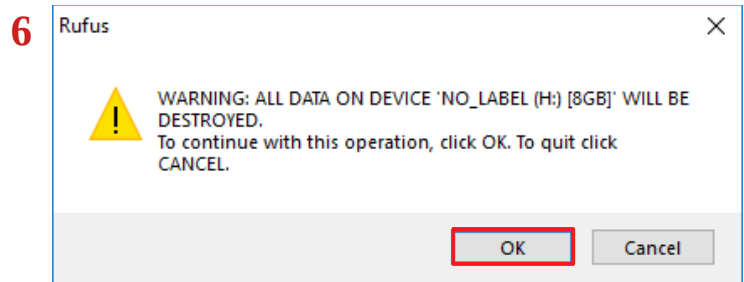 6
Rufus
WARNING: ALL DATA ON DEVICE 'NO_LABEL (H:) [8GB]' WILL BE
DESTROYED.
To continue with this operation, click OK. To quit click
CANCEL.
OK Cancel